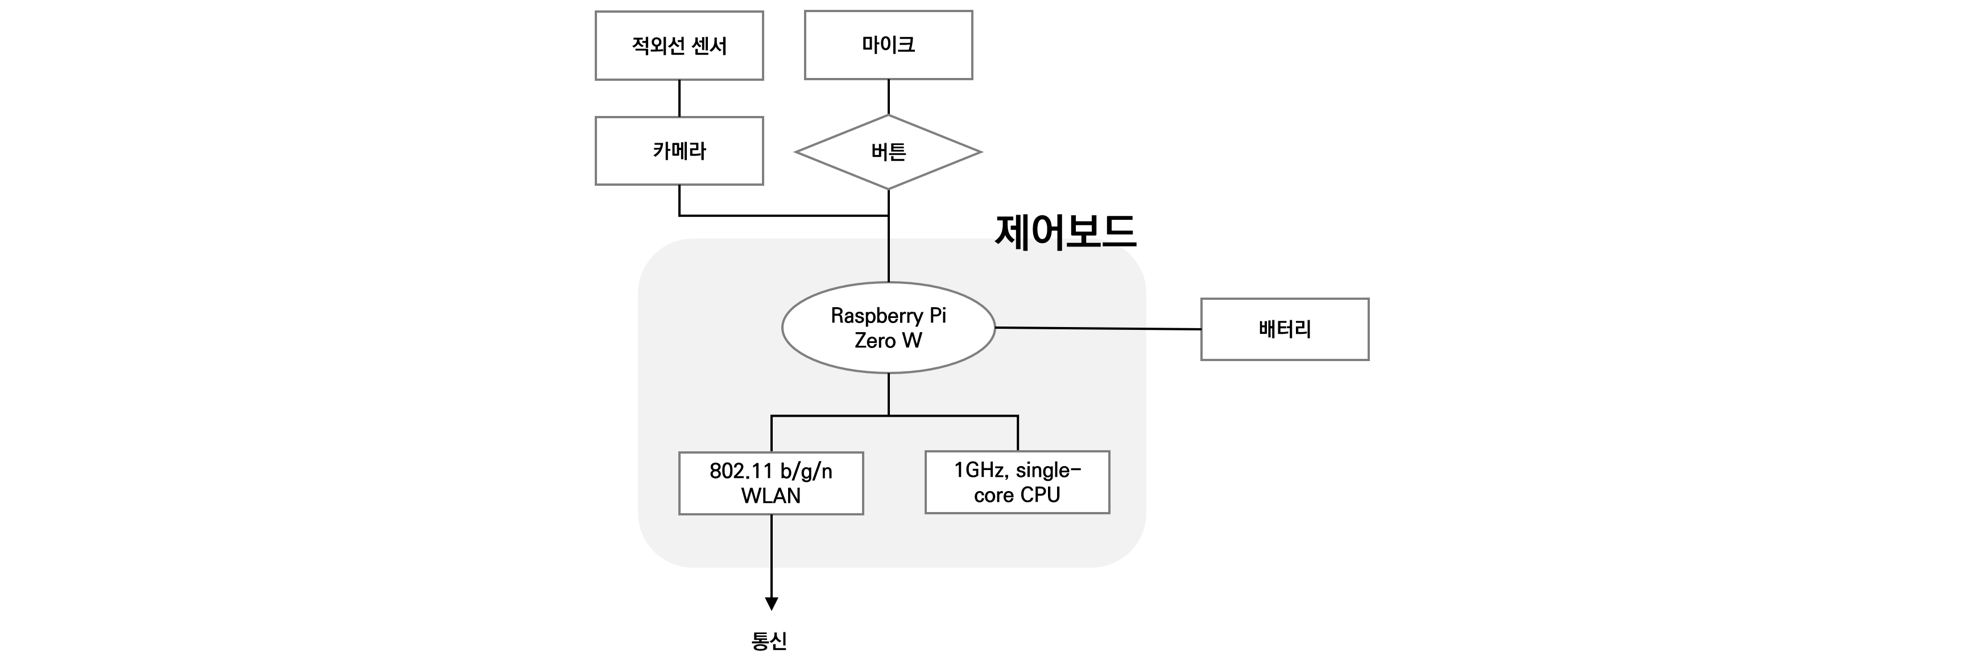 적외선 센서
마이크
카메라
버튼
제어보드
Raspberry Pi
Zero W
배터리
802.11 b/g/n
WLAN
1GHz, single-
core CPU
통신